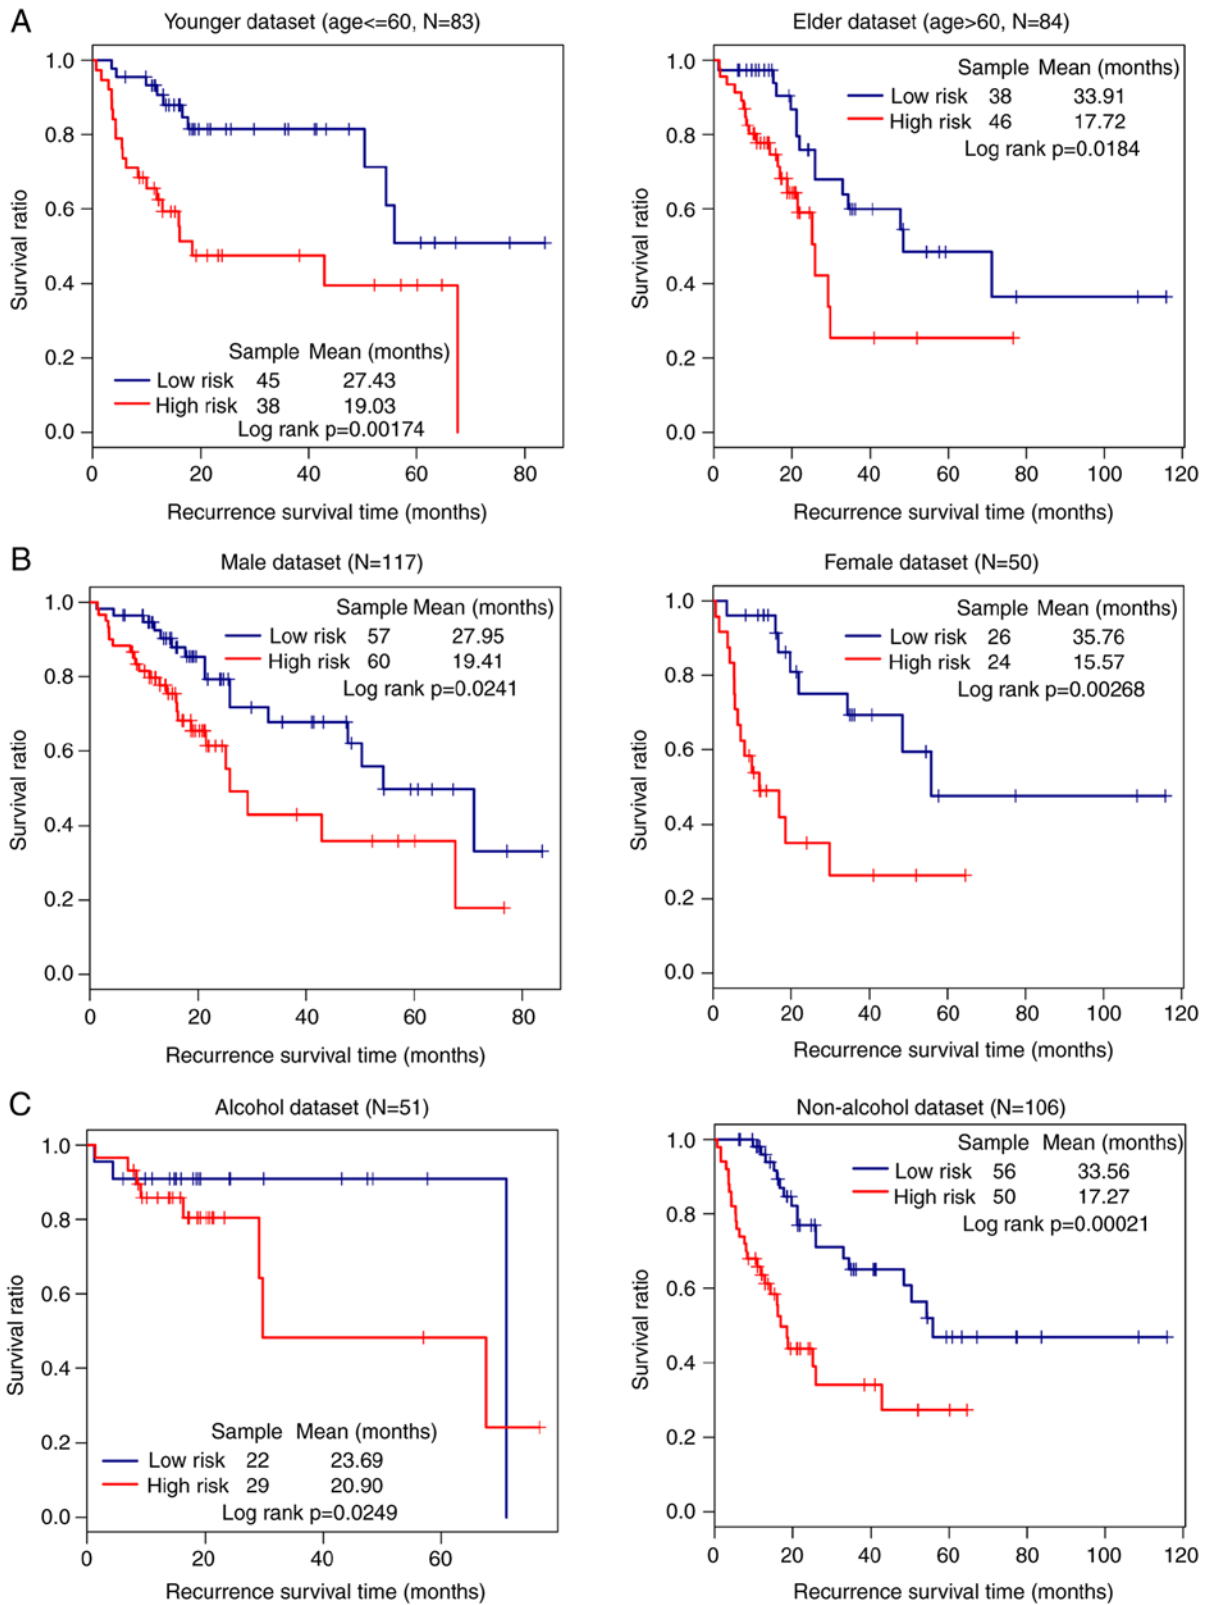 A
Younger dataset (age<=60, N=83)
Survival ratio
1.0
0.8
0.6
0.4
0.2
0.0
Sample Mean (months)
Low risk 45 27.43
High risk 38 19.03
Log rank p=0.00174
0 20 40 60 80
Recurrence survival time (months)
Elder dataset (age>60, N=84)
Survival ratio
1.0
0.8
0.6
0.4
0.2
0.0
Sample Mean (months)
Low risk 38 33.91
High risk 46 17.72
Log rank p=0.0184
0 20 40 60 80 100 120
Recurrence survival time (months)
B
Male dataset (N=117)
Survival ratio
1.0
0.8
0.6
0.4
0.2
0.0
Sample Mean (months)
Low risk 57 27.95
High risk 60 19.41
Log rank p=0.0241
0 20 40 60 80
Recurrence survival time (months)
Female dataset (N=50)
Survival ratio
1.0
0.8
0.6
0.4
0.2
0.0
Sample Mean (months)
Low risk 26 35.76
High risk 24 15.57
Log rank p=0.00268
0 20 40 60 80 100 120
Recurrence survival time (months)
C
Alcohol dataset (N=51)
Survival ratio
1.0
0.8
0.6
0.4
0.2
0.0
Sample Mean (months)
Low risk 22 23.69
High risk 29 20.90
Log rank p=0.0249
0 20 40 60
Recurrence survival time (months)
Non-alcohol dataset (N=106)
Survival ratio
1.0
0.8
0.6
0.4
0.2
0.0
Sample Mean (months)
Low risk 56 33.56
High risk 50 17.27
Log rank p=0.00021
0 20 40 60 80 100 120
Recurrence survival time (months)